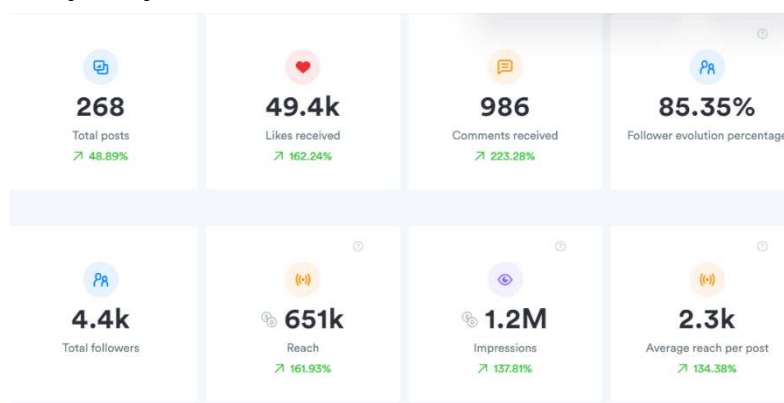 268
Total posts
48.89%
49.4k
Likes received
162.24%
986
Comments received
223.28%
85.35%
Follower evolution percentage
4.4k
Total followers
651k
Reach
161.93%
1.2M
Impressions
137.81%
2.3k
Average reach per post
134.38%